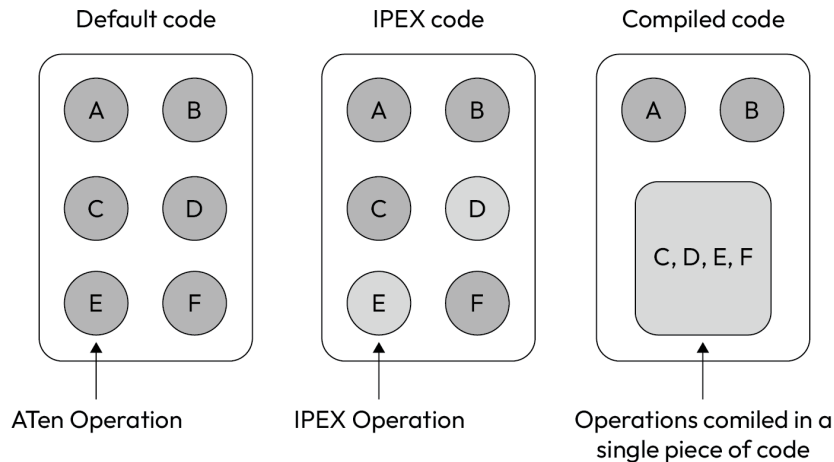 Default code
IPEX code
Compiled code
A
B
C
D
E
F
A
B
C
D
E
F
A
B
C, D, E, F
ATen Operation
IPEX Operation
Operations comiled in a
single piece of code